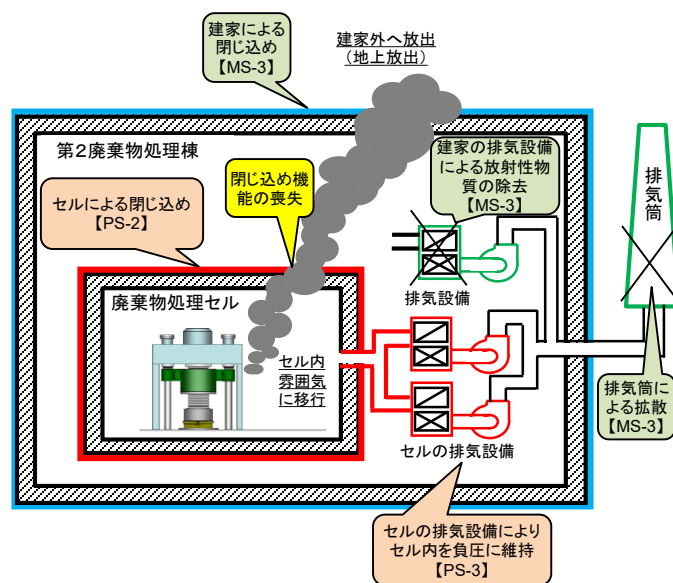 建家による
閉じ込め
【MS-3】
建家外へ放出
（地上放出）
第２廃棄物処理棟
セルによる閉じ込め
【PS-2】
閉じ込め機
能の喪失
建家の排気設備
による放射性物
質の除去
【MS-3】
排気筒
廃棄物処理セル
排気設備
セル内
雰囲気
に移行
セルの排気設備
排気筒に
よる拡散
【MS-3】
セルの排気設備により
セル内を負圧に維持
【PS-3】